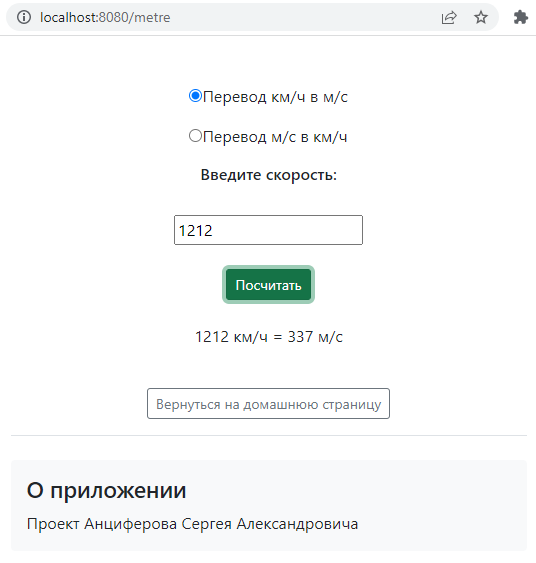 localhost:8080/metre
Перевод км/ч в м/с
Перевод м/с в км/ч
Введите скорость:
1212
Посчитать
1212 км/ч = 337 м/с
Вернуться на домашнюю страницу
О приложении
Проект Анциферова Сергея Александровича